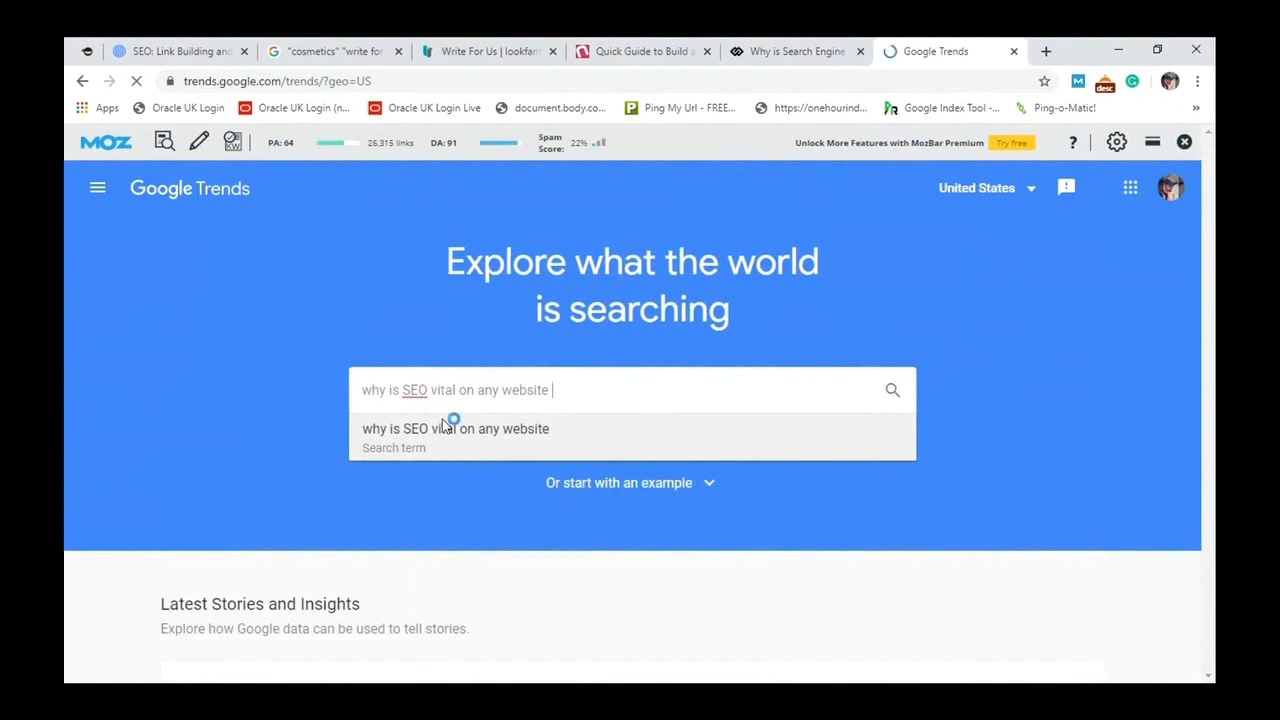 SEO: Link Building and
"cosmetics" "write for
Write For Us | lookfant
Quick Guide to Build a
Why is Search Engine
Google Trends
trends.google.com/trends/?geo=US
desc
Apps
Oracle UK Login
Oracle UK Login (n...
Oracle UK Login Live
document.body.co...
Ping My Url - FREE...
https://onehourind...
Google Index Tool -...
Ping-o-Matic!
MOZ
PA: 64
26,315 links
DA: 91
Spam
Score:
22%
Unlock More Features with MozBar Premium
Try free
Google Trends
United States
Explore what the world
is searching
why is SEO vital on any website
why is SEO vital on any website
Search term
Or start with an example
Latest Stories and Insights
Explore how Google data can be used to tell stories.